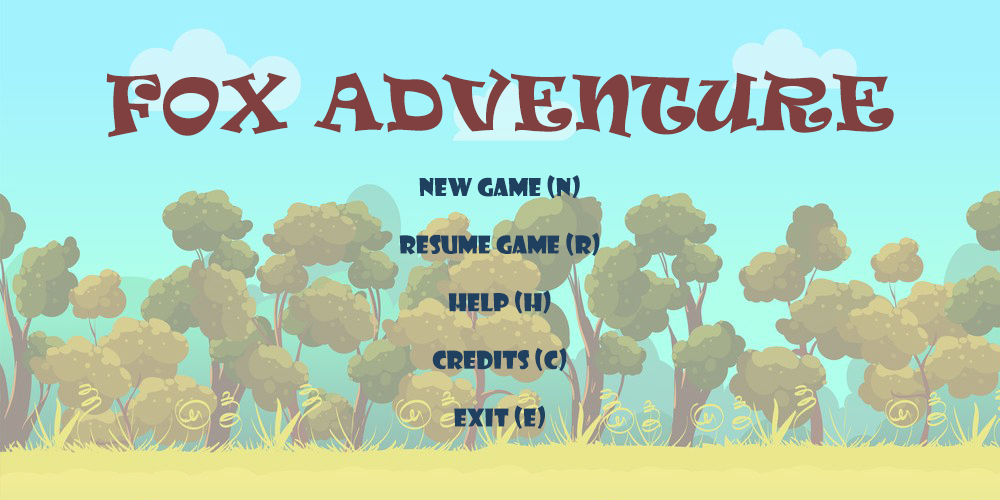 FOX ADVENTURE
NEW GAME (N)
RESUME GAME (R)
HELP (H)
CREDITS (C)
EXIT (E)